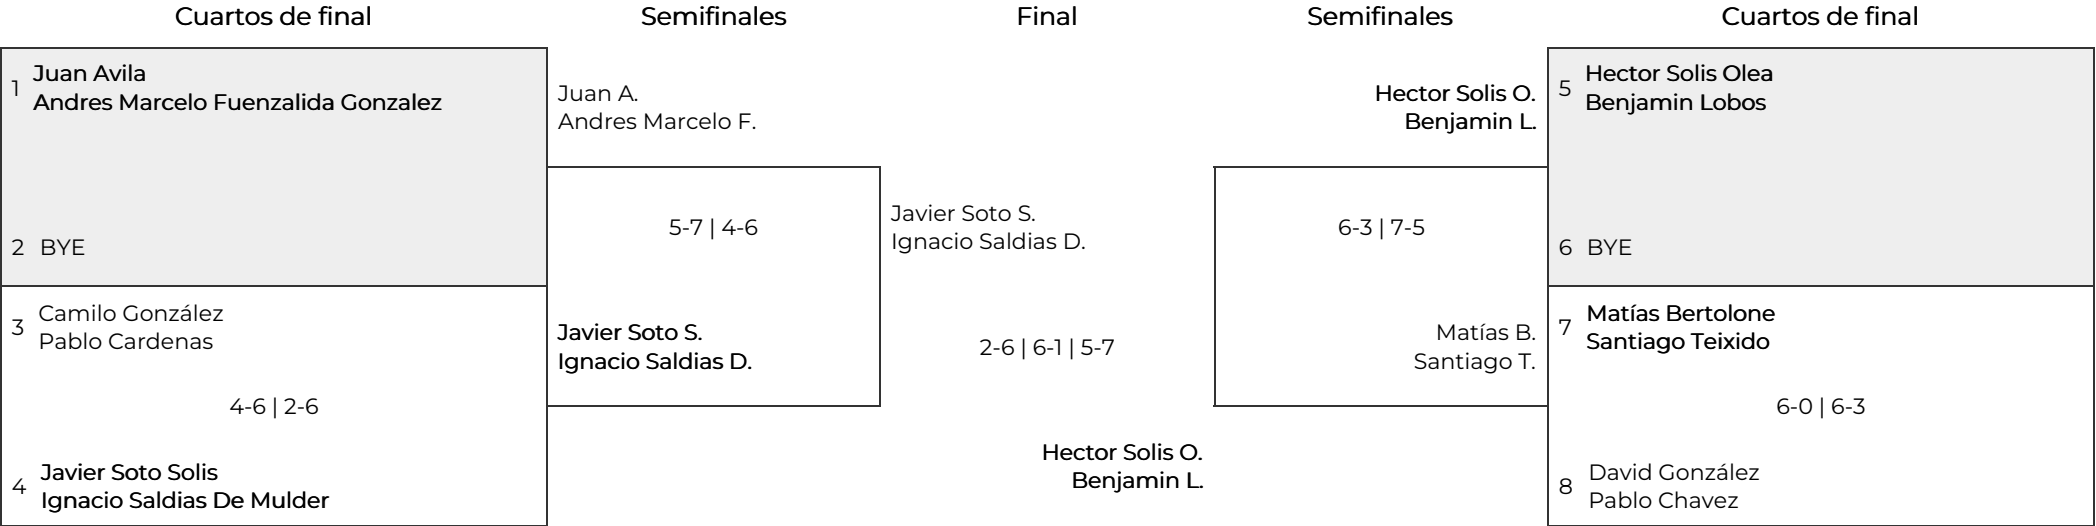 Cuartos de final
Semifinales
Final
Semifinales
Cuartos de final
1
Juan Avila
Andres Marcelo Fuenzalida Gonzalez
2 BYE
3
Camilo González
Pablo Cardenas
4-6 | 2-6
4
Javier Soto Solis
Ignacio Saldias De Mulder
Juan A.
Andres Marcelo F.
5-7 | 4-6
Javier Soto S.
Ignacio Saldias D.
Javier Soto S.
Ignacio Saldias D.
2-6 | 6-1 | 5-7
Hector Solis O.
Benjamin L.
Hector Solis O.
Benjamin L.
6-3 | 7-5
Matías B.
Santiago T.
5
Hector Solis Olea
Benjamin Lobos
6 BYE
7
Matías Bertolone
Santiago Teixido
6-0 | 6-3
8
David González
Pablo Chavez